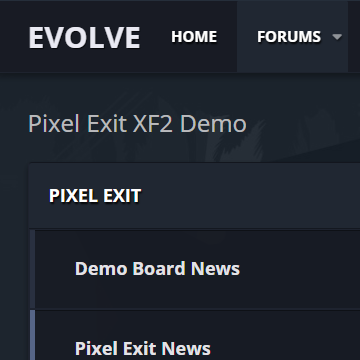 EVOLVE HOME FORUMS
Pixel Exit XF2 Demo
PIXEL EXIT
Demo Board News
Pixel Exit News